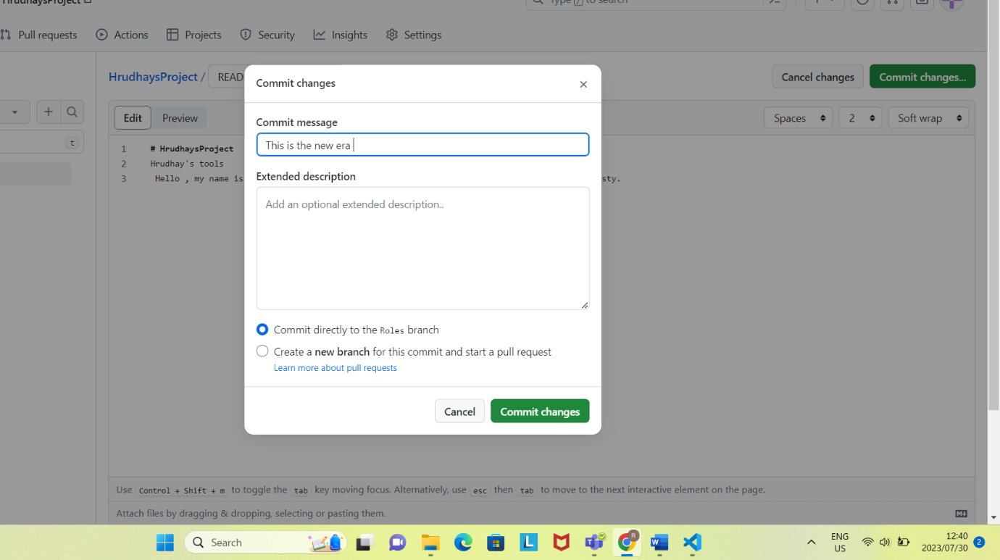 HrudhaysProject
Type / to search
Pull requests
Actions
Projects
Security
Insights
Settings
HrudhaysProject / READ
Cancel changes
Commit changes...
t
Edit
Preview
Spaces
2
Soft wrap
1 # HrudhaysProject
2 Hrudhay's tools
3 Hello , my name is
sty.
Commit changes
Commit message
This is the new era
Extended description
Add an optional extended description..
Commit directly to the Roles branch
Create a new branch for this commit and start a pull request
Learn more about pull requests
Cancel
Commit changes
Use Control + Shift + m to toggle the tab key moving focus. Alternatively, use esc then tab to move to the next interactive element on the page.
Attach files by dragging & dropping, selecting or pasting them.
Search
L
R
W
ENG
US
12:40
2023/07/30
2